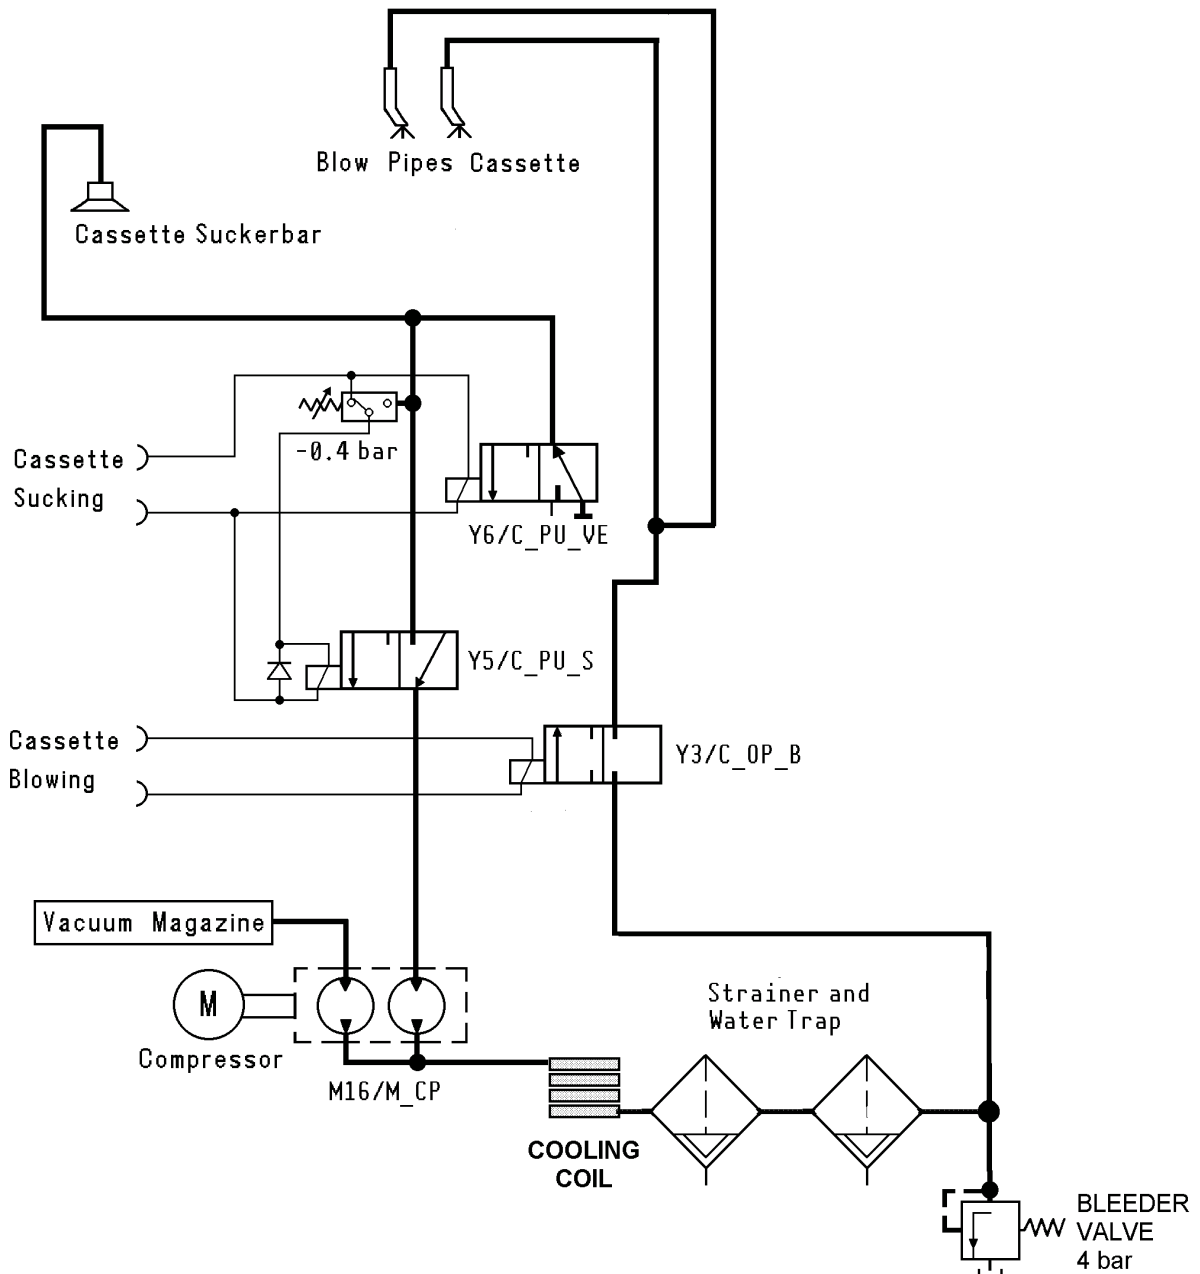 Blow Pipes Cassette
Cassette Suckerbar
-0.4 bar
Cassette
Sucking
Y6/C_PU_VE
Y5/C_PU_S
Cassette
Blowing
Y3/C_OP_B
Vacuum Magazine
M
Compressor
M16/M_CP
Strainer and
Water Trap
COOLING
COIL
BLEEDER
VALVE
4 bar